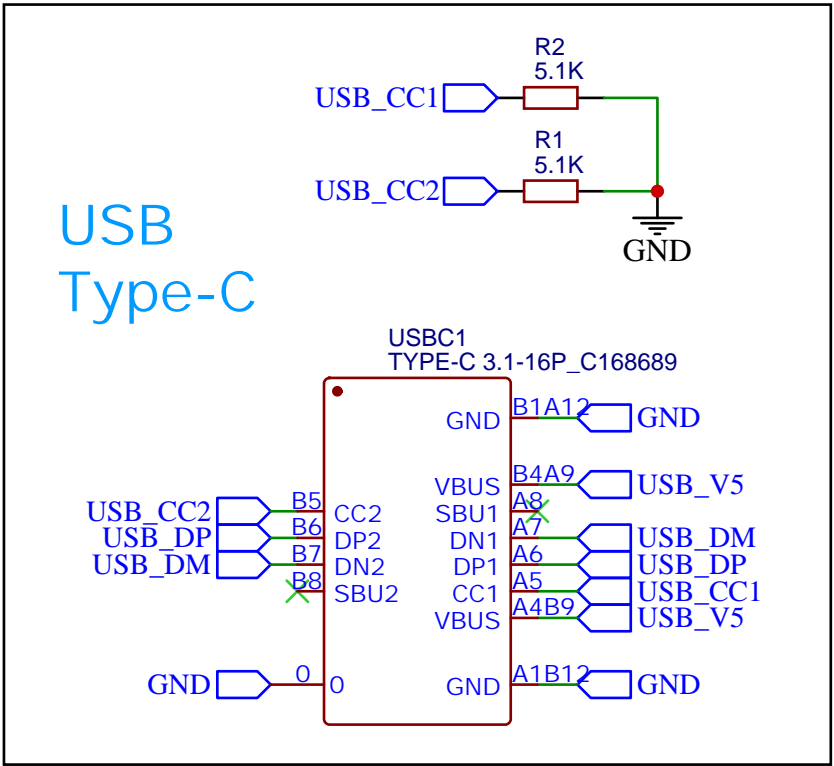 R2
5.1K
USB_CC1
R1
5.1K
USB_CC2
GND
USB
Type-C
USBC1
TYPE-C 3.1-16P_C168689
GND B1A12 GND
VBUS B4A9 USB_V5
USB_CC2 B5 CC2 SBU1 A8
USB_DP B6 DP2 DN1 A7 USB_DM
USB_DM B7 DN2 DP1 A6 USB_DP
B8 SBU2 CC1 A5 USB_CC1
VBUS A4B9 USB_V5
GND 0 0 GND A1B12 GND